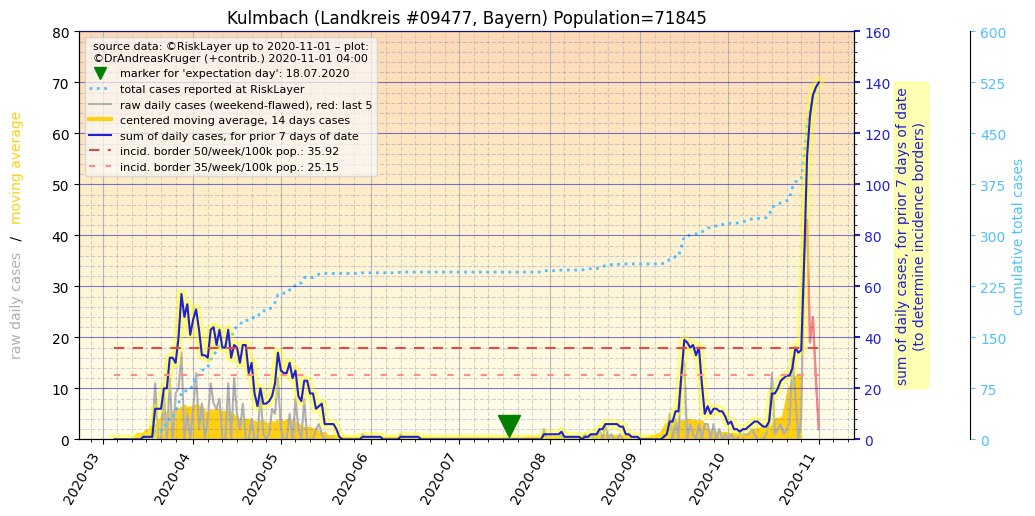 Kulmbach (Landkreis #09477, Bayern) Population=71845
source data: ©RiskLayer up to 2020-11-01 – plot:
©DrAndreasKruger (+contrib.) 2020-11-01 04:00
marker for 'expectation day': 18.07.2020
total cases reported at RiskLayer
raw daily cases (weekend-flawed), red: last 5
centered moving average, 14 days cases
sum of daily cases, for prior 7 days of date
incid. border 50/week/100k pop.: 35.92
incid. border 35/week/100k pop.: 25.15
raw daily cases / moving average
80
70
60
50
40
30
20
10
0
2020-03
2020-04
2020-05
2020-06
2020-07
2020-08
2020-09
2020-10
2020-11
160
140
120
100
80
60
40
20
0
sum of daily cases, for prior 7 days of date
(to determine incidence borders)
600
525
450
375
300
225
150
75
0
cumulative total cases